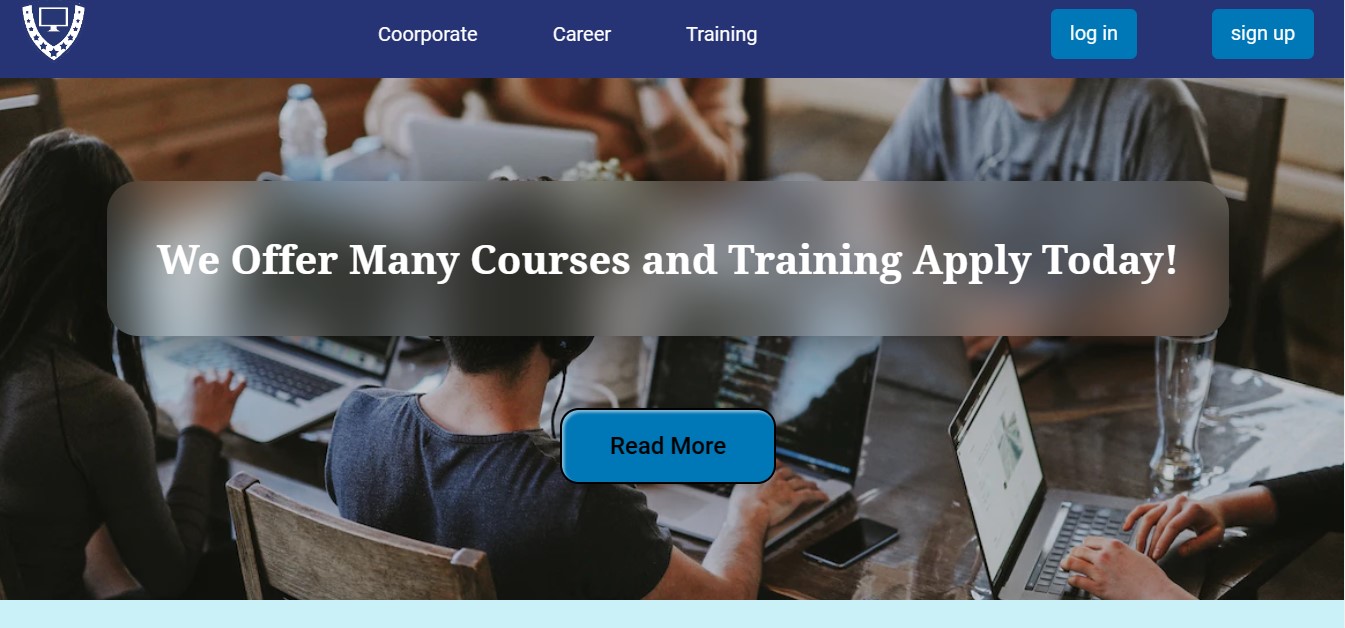 Coorporate Career Training log in sign up
We Offer Many Courses and Training Apply Today!
Read More